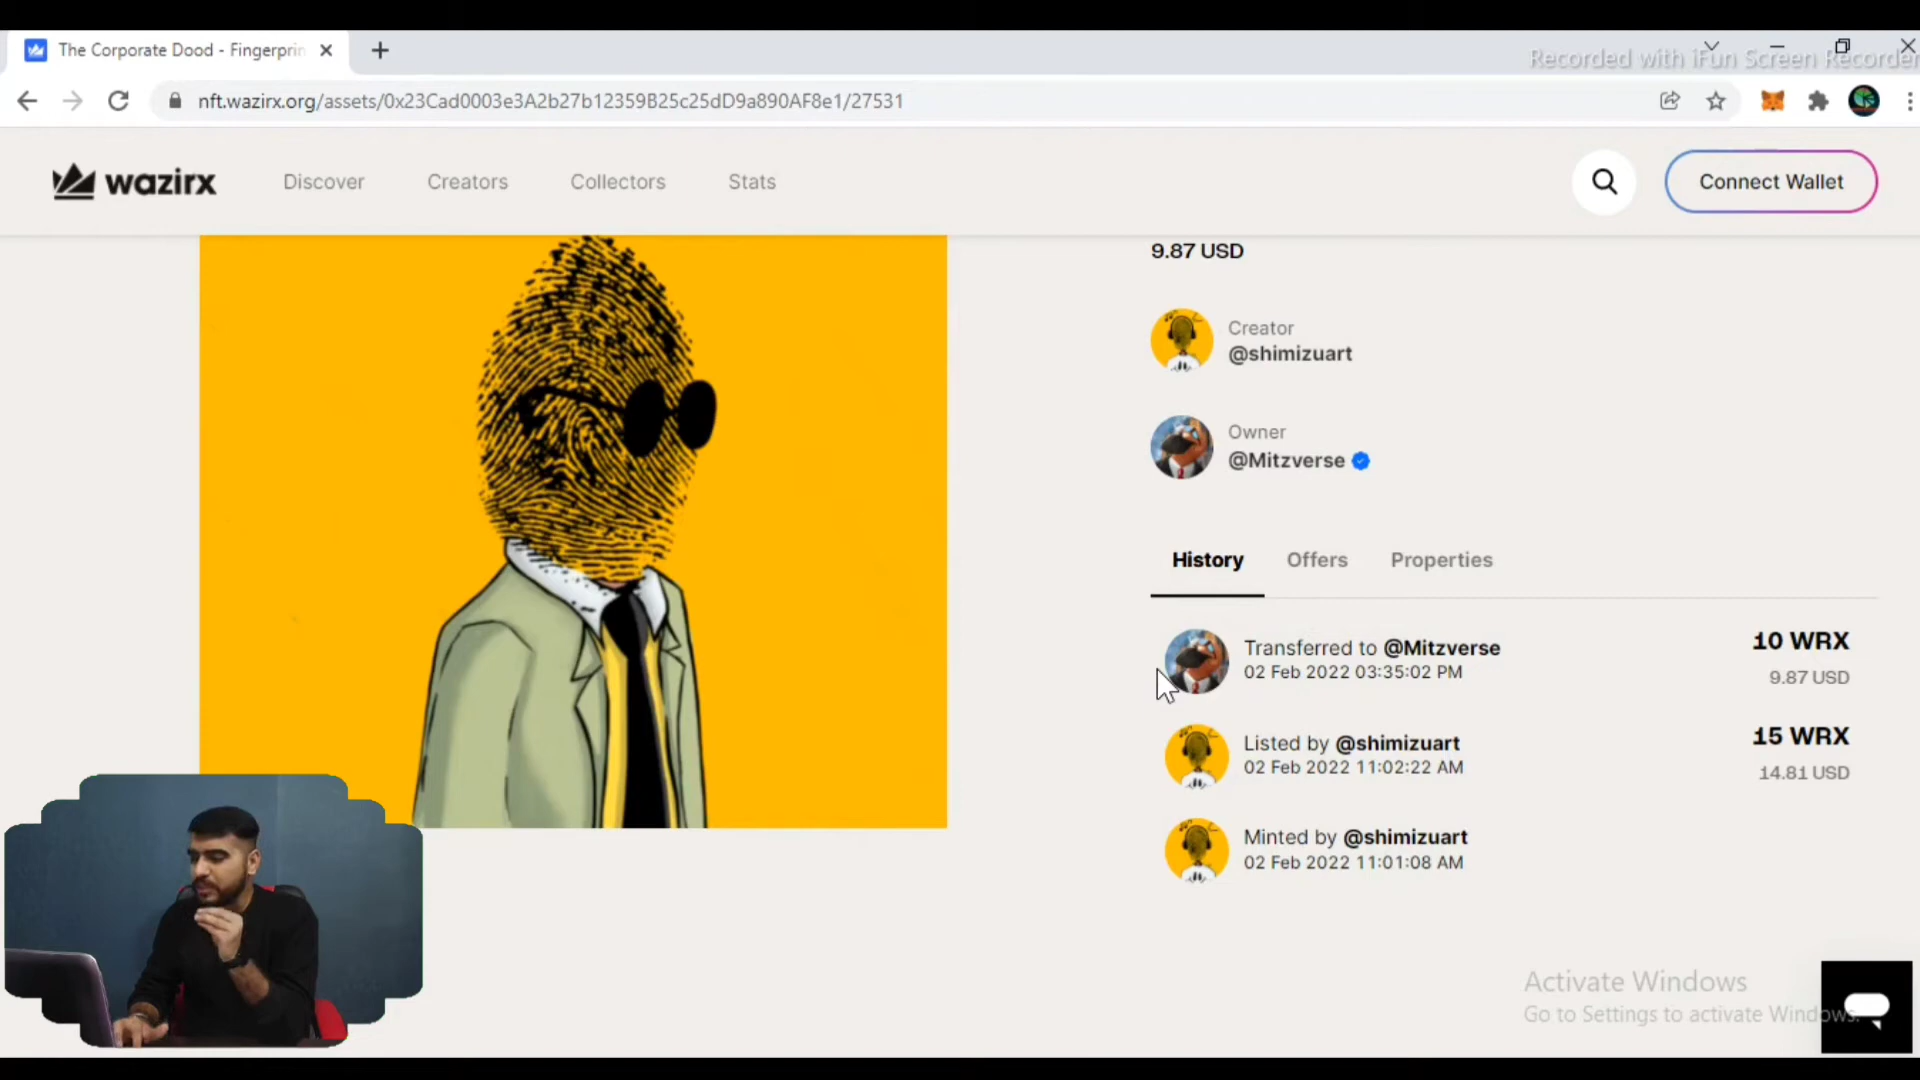 The Corporate Dood - Fingerprin
Recorded with iFun Screen Recorder
nft.wazirx.org/assets/0x23Cad0003e3A2b27b12359B25c25dD9a890AF8e1/27531
wazirx
Discover
Creators
Collectors
Stats
Connect Wallet
9.87 USD
Creator
@shimizuart
Owner
@Mitzverse
History
Offers
Properties
Transferred to @Mitzverse
02 Feb 2022 03:35:02 PM
10 WRX
9.87 USD
Listed by @shimizuart
02 Feb 2022 11:02:22 AM
15 WRX
14.81 USD
Minted by @shimizuart
02 Feb 2022 11:01:08 AM
Activate Windows
Go to Settings to activate Windows.